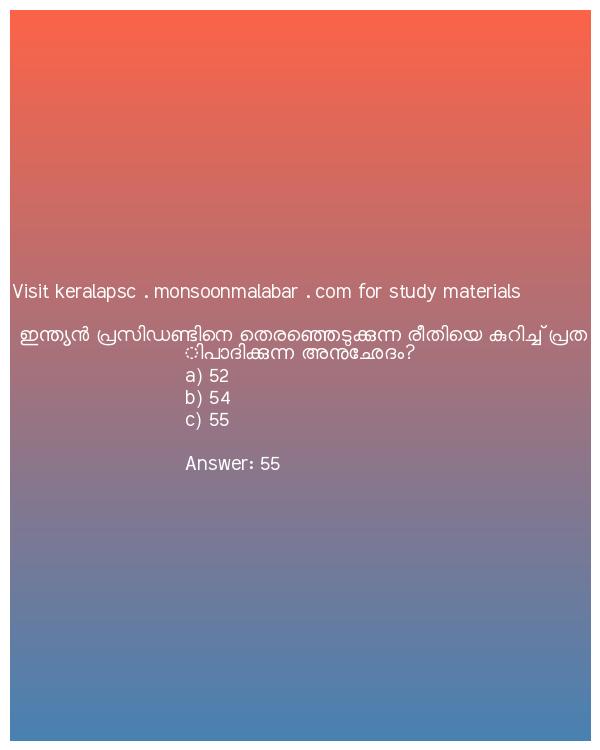 Visit keralapsc . monsoonmalabar . com for study materials
ഇന്ത്യൻ പ്രസിഡണ്ടിനെ തെരഞ്ഞെടുക്കുന്ന രീതിയെ കുറിച്ച് പ്രത
ിപാദിക്കുന്ന അനുഛേദം?
a) 52
b) 54
c) 55
Answer: 55